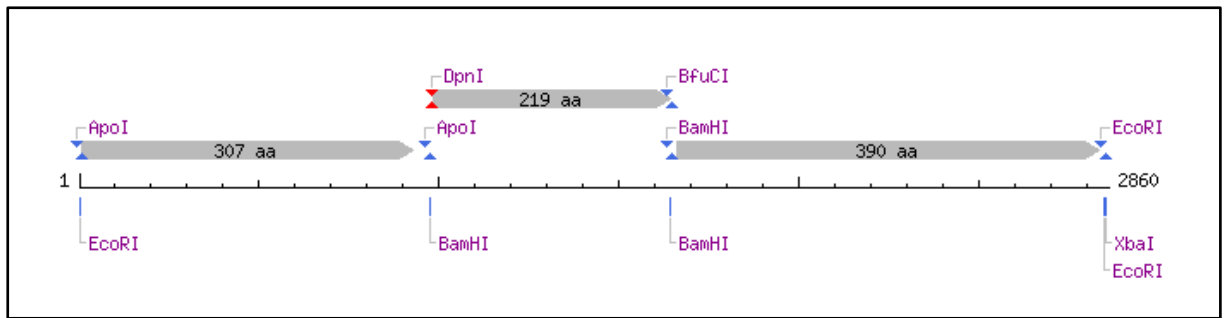 DpnI BfuCI
219 aa
ApoI ApoI BamHI EcoRI
307 aa 390 aa
1 2860
EcoRI BamHI BamHI XbaI
EcoRI